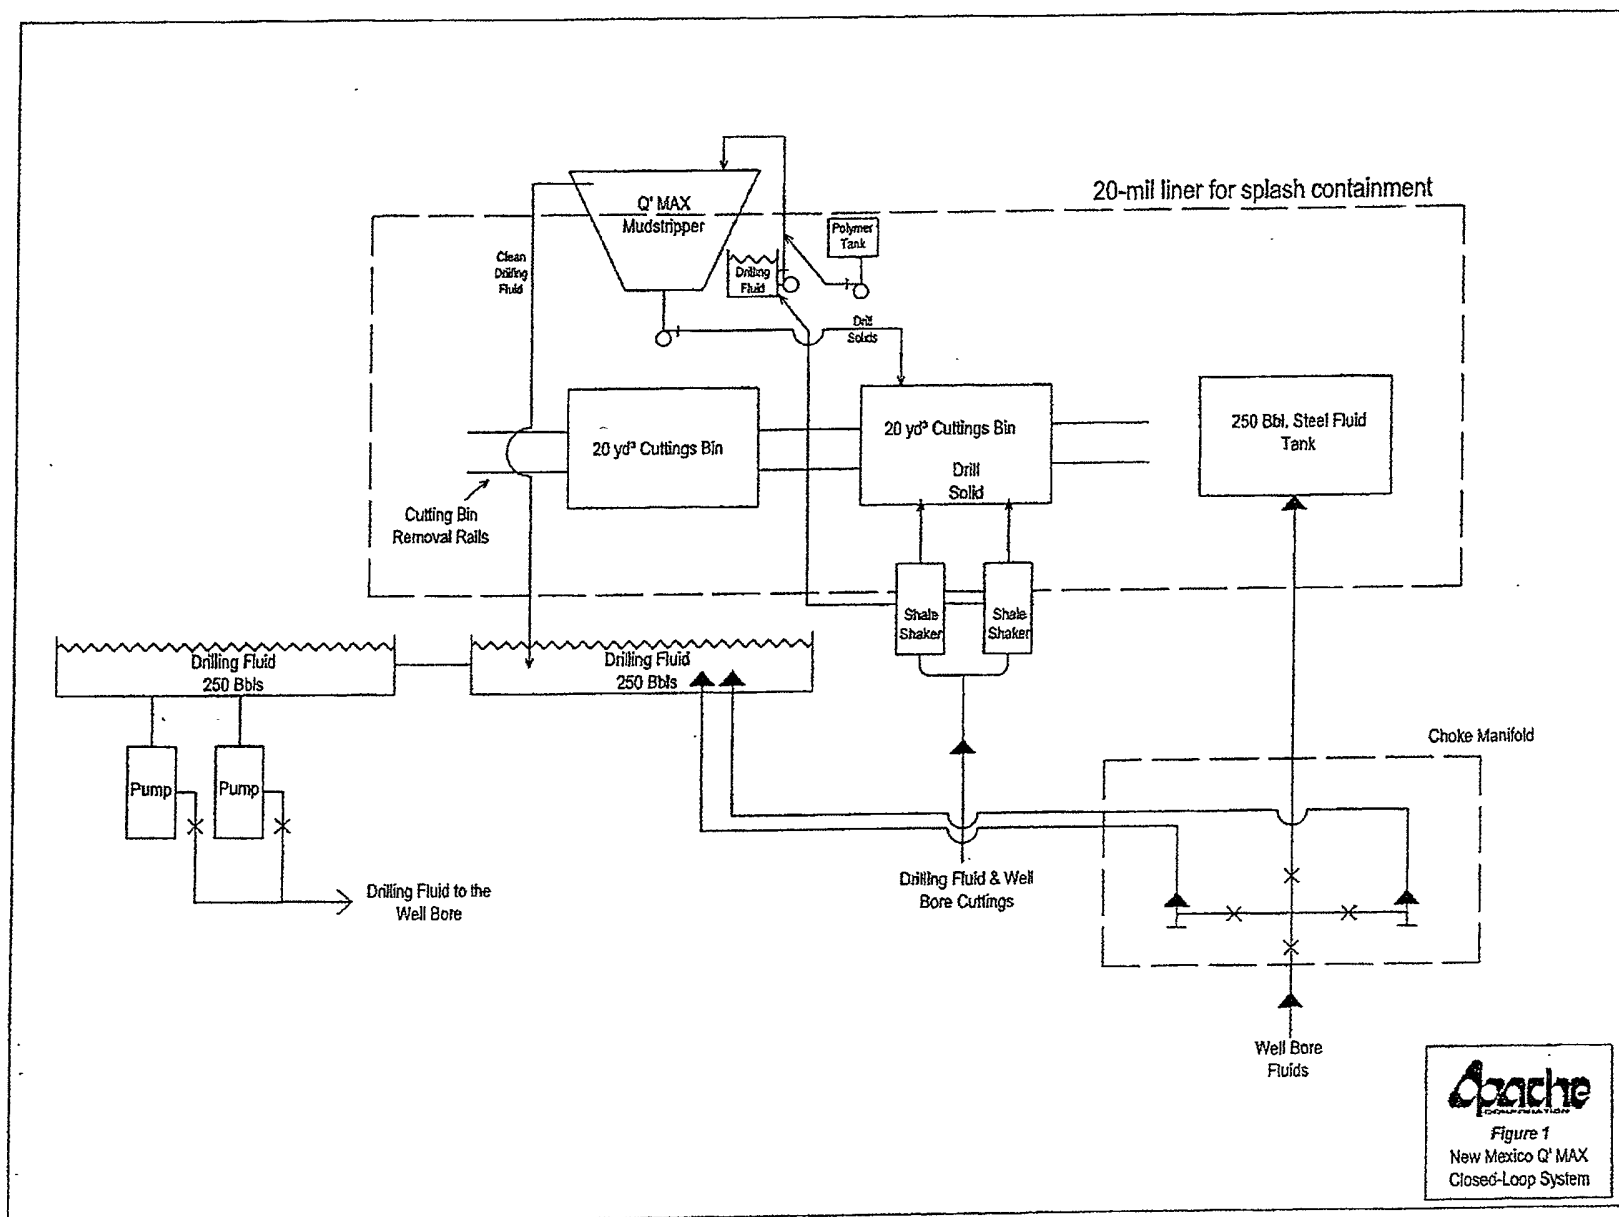 20-mil liner for splash containment
Q' MAX
Mudstripper
Polymer
Tank
Clean
Drilling
Fluid
Drilling
Fluid
Drill
Solids
20 yd³ Cuttings Bin
20 yd³ Cuttings Bin
Drill
Solid
250 Bbl. Steel Fluid
Tank
Cutting Bin
Removal Rails
Shale
Shaker
Shale
Shaker
Drilling Fluid
250 Bbls
Drilling Fluid
250 Bbls
Choke Manifold
Pump
Pump
Drilling Fluid to the
Well Bore
Drilling Fluid & Well
Bore Cuttings
Well Bore
Fluids
Apache
CORPORATION
Figure 1
New Mexico Q' MAX
Closed-Loop System